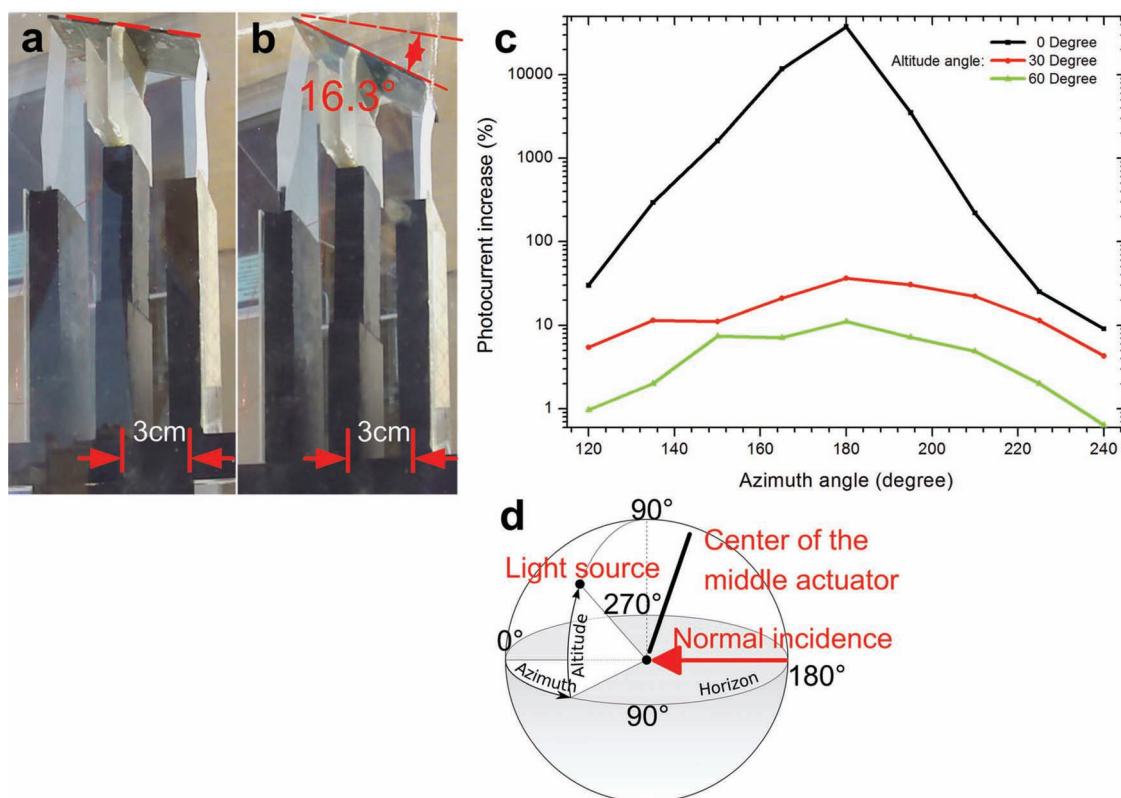 a
3cm
b
16.3°
3cm
c
Photocurrent increase (%)
10000
1000
100
10
1
Altitude angle:
0 Degree
30 Degree
60 Degree
120 140 160 180 200 220 240
Azimuth angle (degree)
d
90°
Light source
Center of the
middle actuator
270°
Altitude
0°
Normal incidence
Azimuth
Horizon
180°
90°